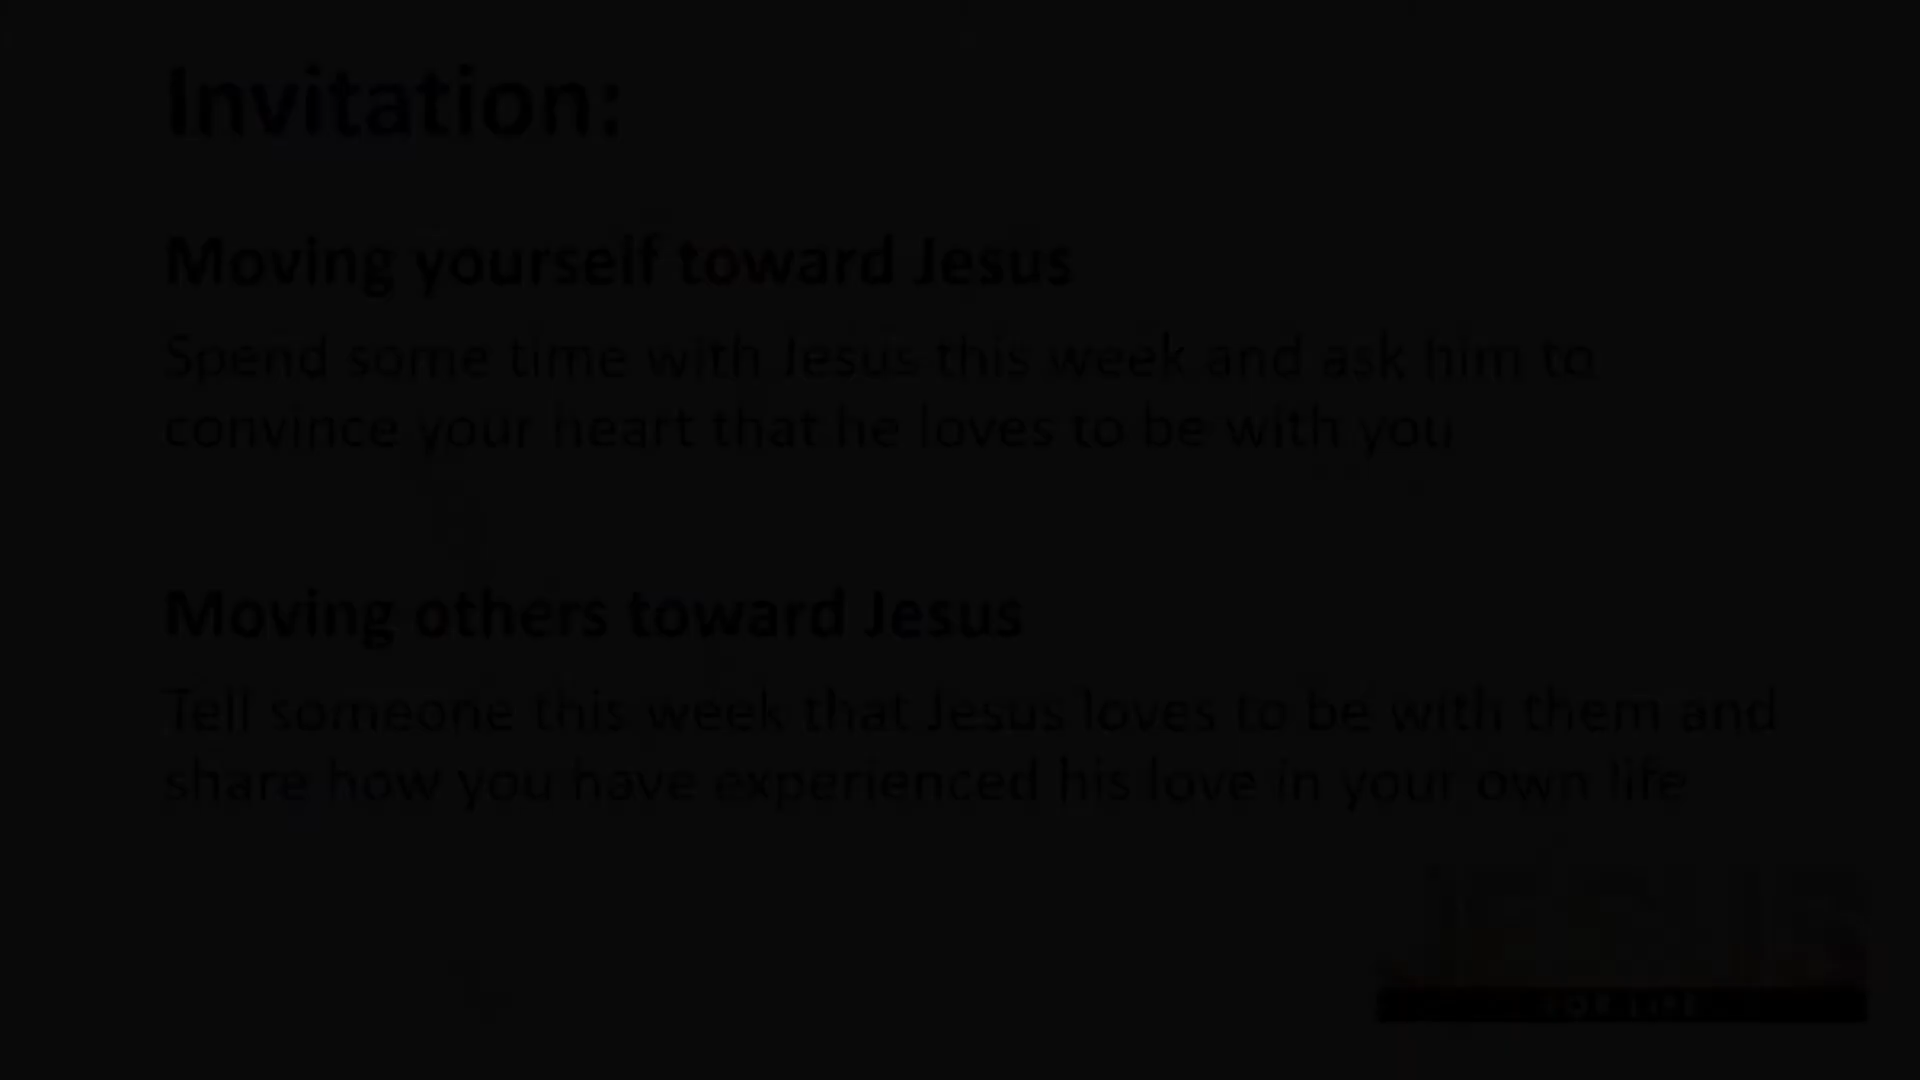 Invitation:
Moving yourself toward Jesus
Spend some time with Jesus this week and ask him to
convince your heart that he loves to be with you
Moving others toward Jesus
Tell someone this week that Jesus loves to be with them and
share how you have experienced his love in your own life
FOR LIFE